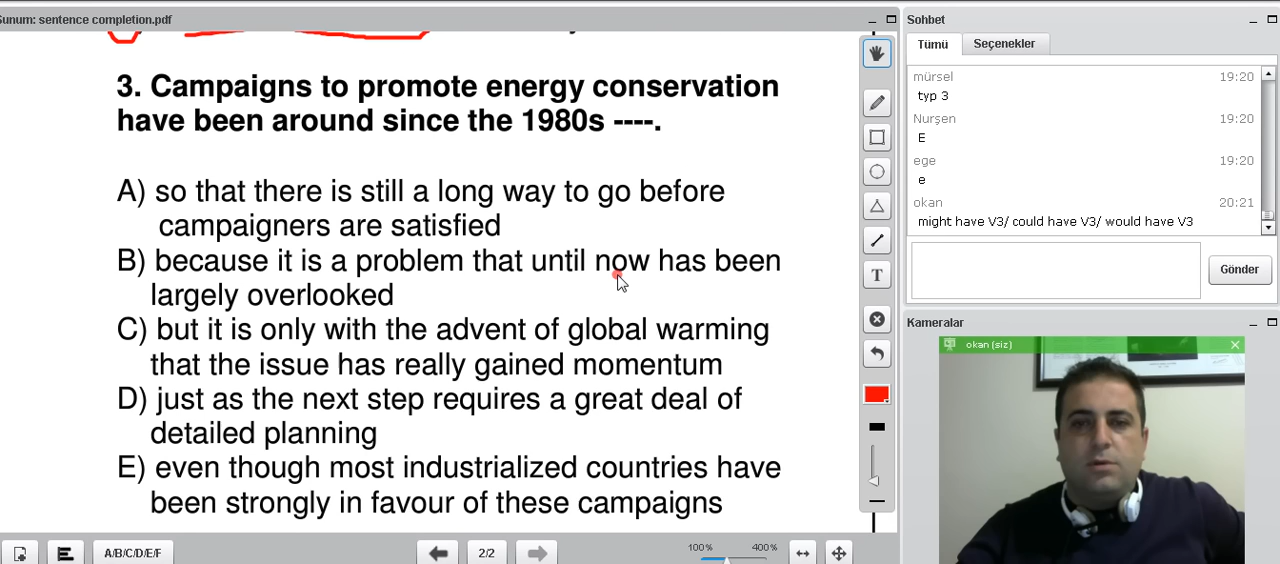 Sunum: sentence completion.pdf
3. Campaigns to promote energy conservation
have been around since the 1980s ----.
A) so that there is still a long way to go before
campaigners are satisfied
B) because it is a problem that until now has been
largely overlooked
C) but it is only with the advent of global warming
that the issue has really gained momentum
D) just as the next step requires a great deal of
detailed planning
E) even though most industrialized countries have
been strongly in favour of these campaigns
T
A/B/C/D/E/F
2/2
100%
400%
Sohbet
Tümü
Seçenekler
mürsel 19:20
typ 3
Nurşen 19:20
E
ege 19:20
e
okan 20:21
might have V3/ could have V3/ would have V3
Gönder
Kameralar
okan (siz)